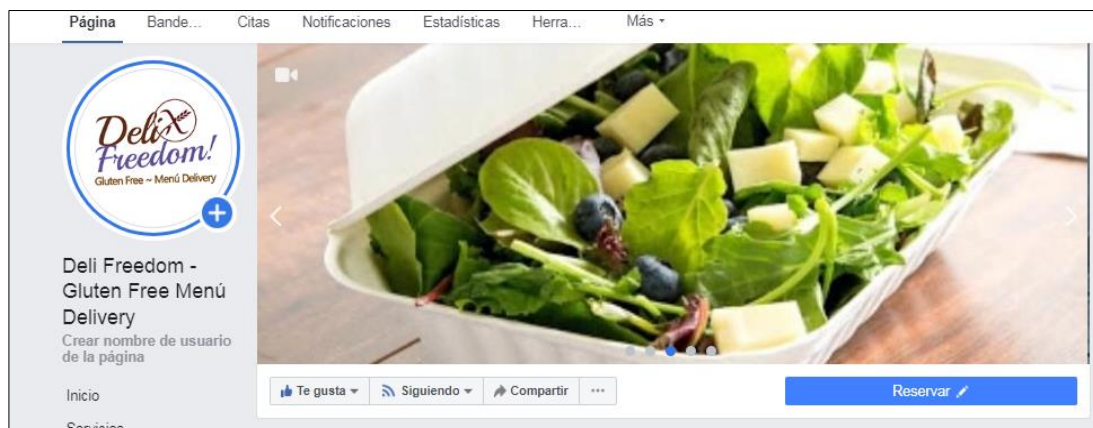 Página Bande... Citas Notificaciones Estadísticas Herra... Más
Deli
Freedom!
Gluten Free ~ Menú Delivery
Deli Freedom -
Gluten Free Menú
Delivery
Crear nombre de usuario
de la página
Te gusta Siguiendo Compartir ... Reservar
Inicio
Servicios